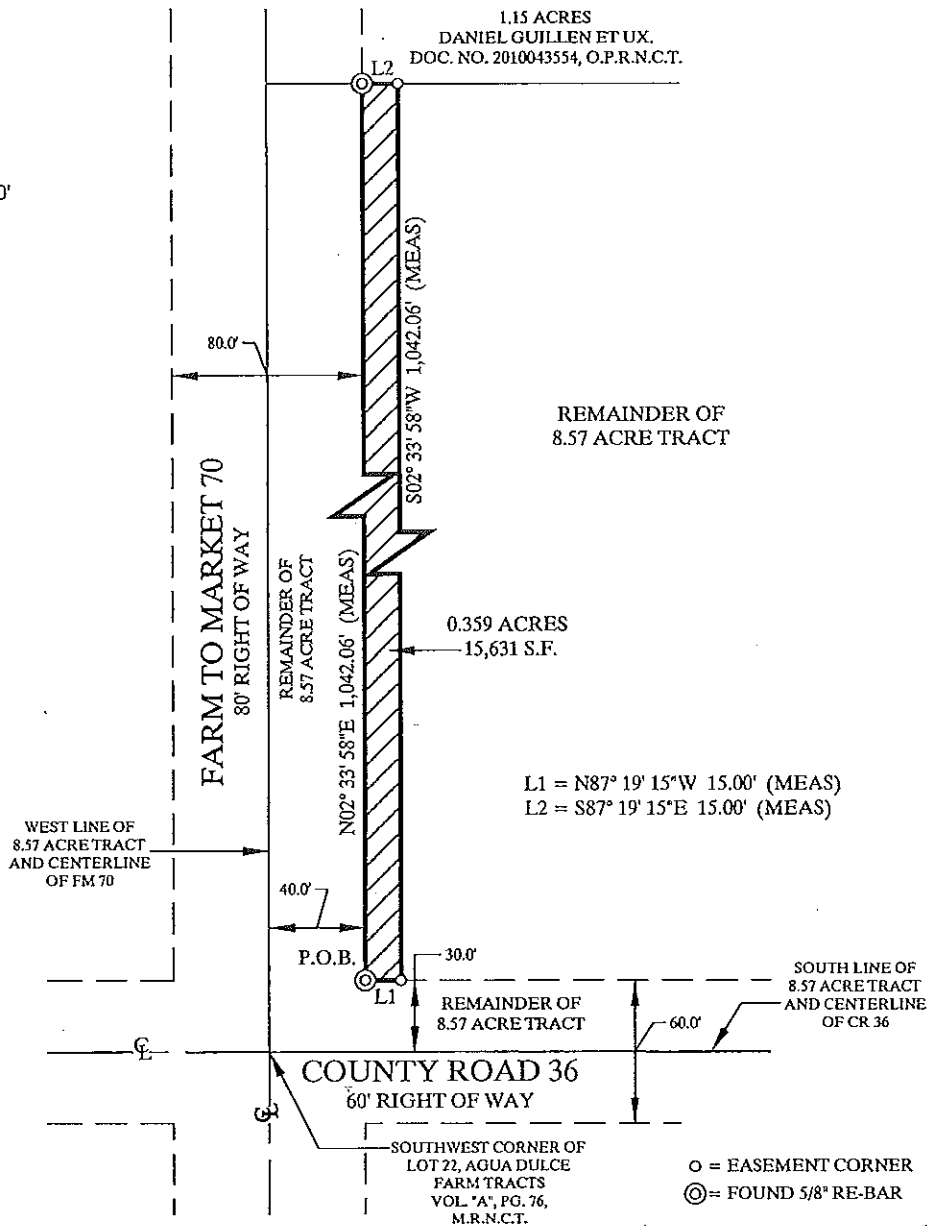 1.15 ACRES
DANIEL GUILLEN ET UX.
DOC. NO. 2010043554, O.P.R.N.C.T.
L2
0'
S02° 33' 58"W 1,042.06' (MEAS)
80.0'
REMAINDER OF
8.57 ACRE TRACT
FARM TO MARKET 70
80' RIGHT OF WAY
REMAINDER OF
8.57 ACRE TRACT
N02° 33' 58"E 1,042.06' (MEAS)
0.359 ACRES
15,631 S.F.
L1 = N87° 19' 15"W 15.00' (MEAS)
L2 = S87° 19' 15"E 15.00' (MEAS)
WEST LINE OF
8.57 ACRE TRACT
AND CENTERLINE
OF FM 70
40.0'
P.O.B.
L1
30.0'
REMAINDER OF
8.57 ACRE TRACT
60.0'
SOUTH LINE OF
8.57 ACRE TRACT
AND CENTERLINE
OF CR 36
COUNTY ROAD 36
60' RIGHT OF WAY
SOUTHWEST CORNER OF
LOT 22, AGUA DULCE
FARM TRACTS
VOL. "A", PG. 76,
M.R.N.C.T.
= EASEMENT CORNER
= FOUND 5/8" RE-BAR